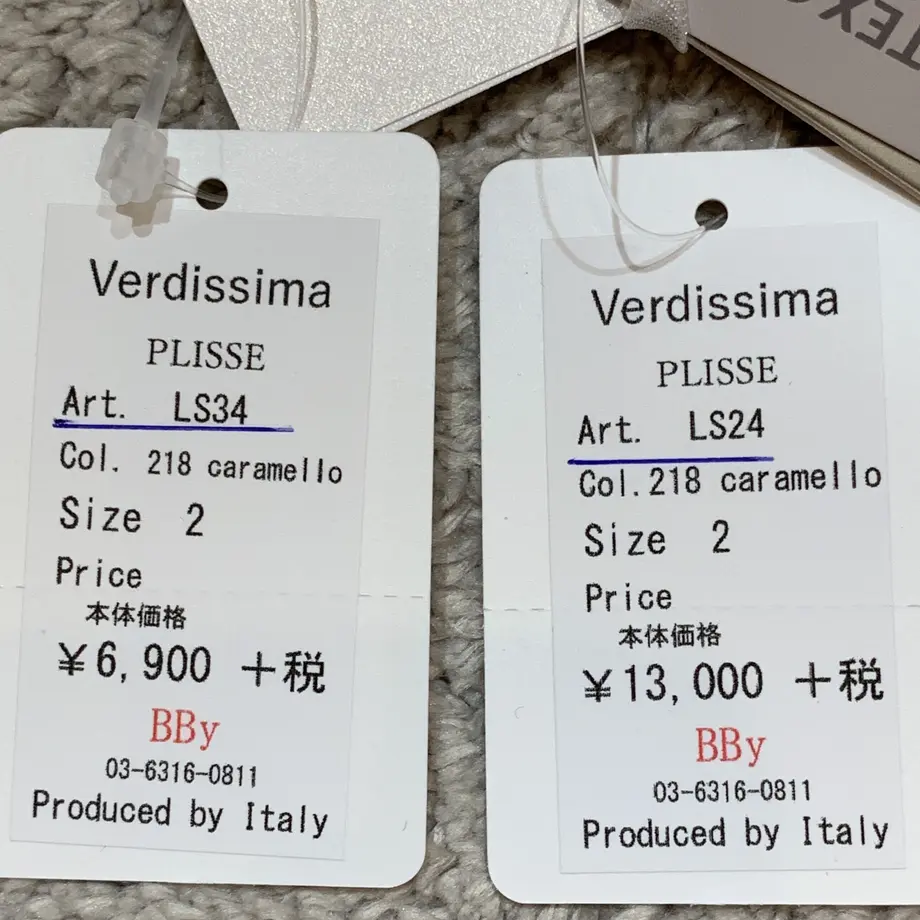 TEX
Verdissima
PLISSE
Art. LS34
Col. 218 caramello
Size 2
Price
本体価格
¥6,900 +税
BBy
03-6316-0811
Produced by Italy
Verdissima
PLISSE
Art. LS24
Col.218 caramello
Size 2
Price
本体価格
¥13,000 +税
BBy
03-6316-0811
Produced by Italy